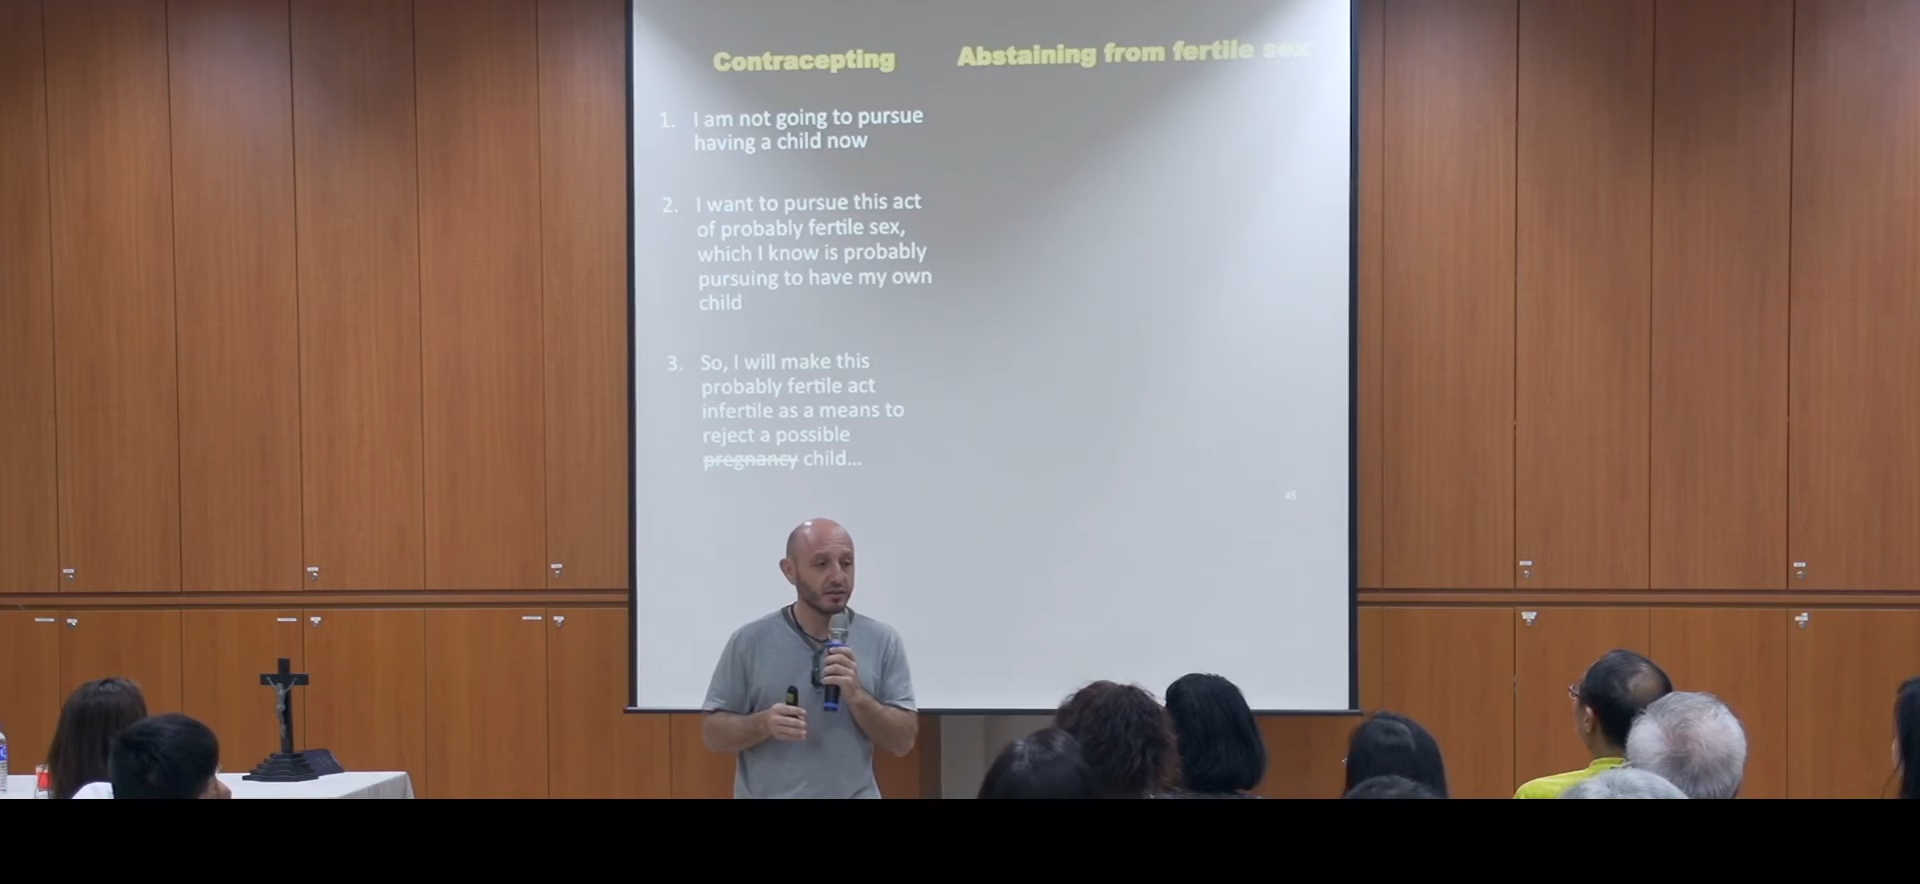 Contracepting
Abstaining from fertile sex
1. I am not going to pursue
having a child now
2. I want to pursue this act
of probably fertile sex,
which I know is probably
pursuing to have my own
child
3. So, I will make this
probably fertile act
infertile as a means to
reject a possible
pregnancy child...
45